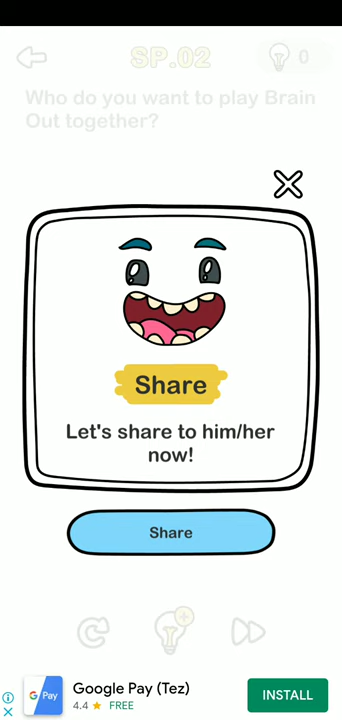 SP.02
0
Who do you want to play Brain
Out together?
Share
Let's share to him/her
now!
Share
G Pay
Google Pay (Tez)
4.4 ★ FREE
INSTALL